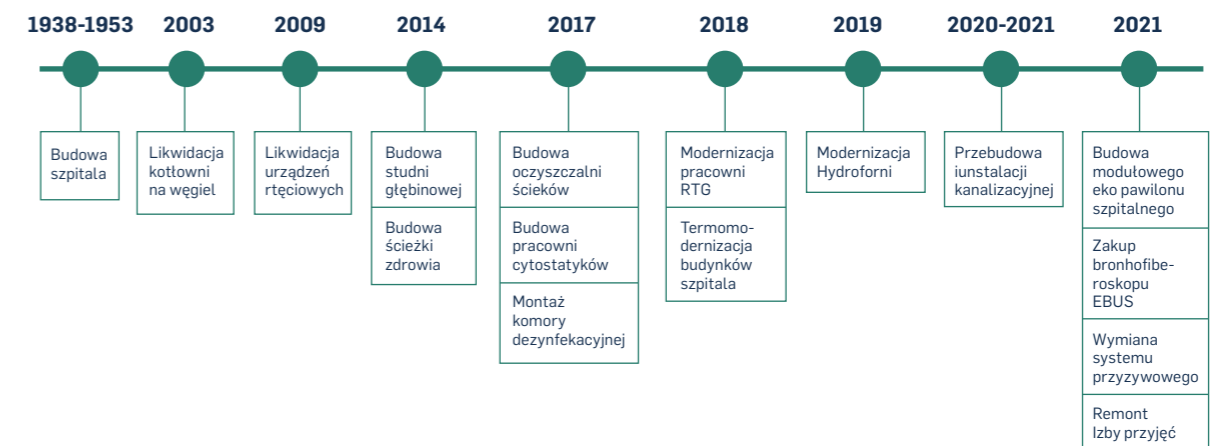 1938-1953
2003
2009
2014
2017
2018
2019
2020-2021
2021
Budowa
szpitala
Likwidacja
kotłowni
na węgiel
Likwidacja
urządzeń
rtęciowych
Budowa
studni
głębinowej
Budowa
ścieżki
zdrowia
Budowa
oczyszczalni
ścieków
Budowa
pracowni
cytostatyków
Montaż
komory
dezynfekacyjnej
Modernizacja
pracowni
RTG
Termomo-
dernizacja
budynków
szpitala
Modernizacja
Hydroforni
Przebudowa
iunstalacji
kanalizacyjnej
Budowa
modułowego
eko pawilonu
szpitalnego
Zakup
bronhofibe-
roskopu
EBUS
Wymiana
systemu
przyzywowego
Remont
Izby przyjęć